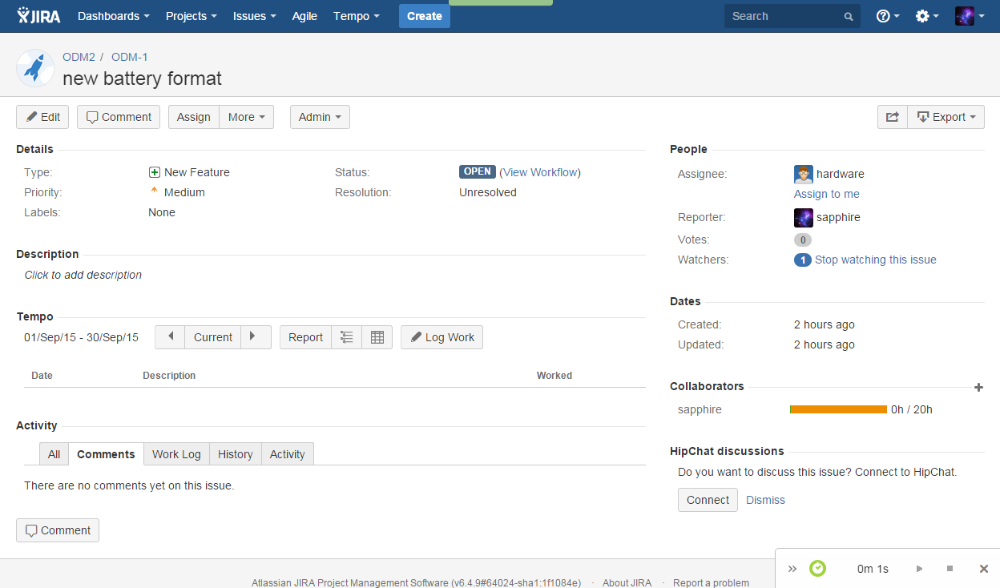 JIRA Dashboards Projects Issues Agile Tempo Create Search
ODM2 / ODM-1
new battery format
Edit Comment Assign More Admin Export
Details
Type: New Feature Status: OPEN (View Workflow)
Priority: Medium Resolution: Unresolved
Labels: None
Description
Click to add description
Tempo
01/Sep/15 - 30/Sep/15 Current Report Log Work
Date Description Worked
Activity
All Comments Work Log History Activity
There are no comments yet on this issue.
Comment
People
Assignee: hardware
Assign to me
Reporter: sapphire
Votes: 0
Watchers: 1 Stop watching this issue
Dates
Created: 2 hours ago
Updated: 2 hours ago
Collaborators
sapphire 0h / 20h
HipChat discussions
Do you want to discuss this issue? Connect to HipChat.
Connect Dismiss
0m 1s
Atlassian JIRA Project Management Software (v6.4.9#64024-sha1:1f1084e) · About JIRA · Report a problem